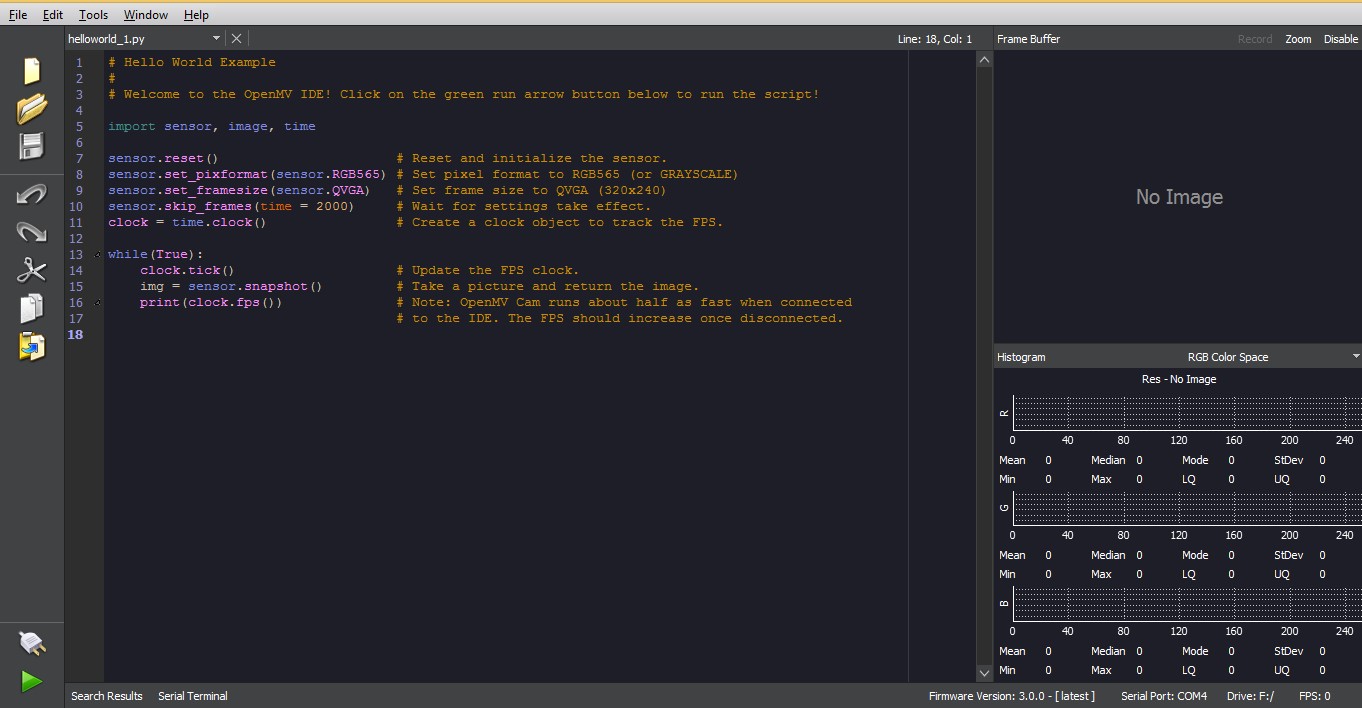 File Edit Tools Window Help
helloworld_1.py Line: 18, Col: 1 Frame Buffer Record Zoom Disable
1 # Hello World Example
2 #
3 # Welcome to the OpenMV IDE! Click on the green run arrow button below to run the script!
4
5 import sensor, image, time
6
7 sensor.reset() # Reset and initialize the sensor.
8 sensor.set_pixformat(sensor.RGB565) # Set pixel format to RGB565 (or GRAYSCALE)
9 sensor.set_framesize(sensor.QVGA) # Set frame size to QVGA (320x240)
10 sensor.skip_frames(time = 2000) # Wait for settings take effect.
11 clock = time.clock() # Create a clock object to track the FPS.
12
13 while(True):
14 clock.tick() # Update the FPS clock.
15 img = sensor.snapshot() # Take a picture and return the image.
16 print(clock.fps()) # Note: OpenMV Cam runs about half as fast when connected
17 # to the IDE. The FPS should increase once disconnected.
18
No Image
Histogram RGB Color Space
Res - No Image
R
0 40 80 120 160 200 240
Mean 0 Median 0 Mode 0 StDev 0
Min 0 Max 0 LQ 0 UQ 0
G
0 40 80 120 160 200 240
Mean 0 Median 0 Mode 0 StDev 0
Min 0 Max 0 LQ 0 UQ 0
B
0 40 80 120 160 200 240
Mean 0 Median 0 Mode 0 StDev 0
Min 0 Max 0 LQ 0 UQ 0
Search Results Serial Terminal Firmware Version: 3.0.0 - [ latest ] Serial Port: COM4 Drive: F:/ FPS: 0